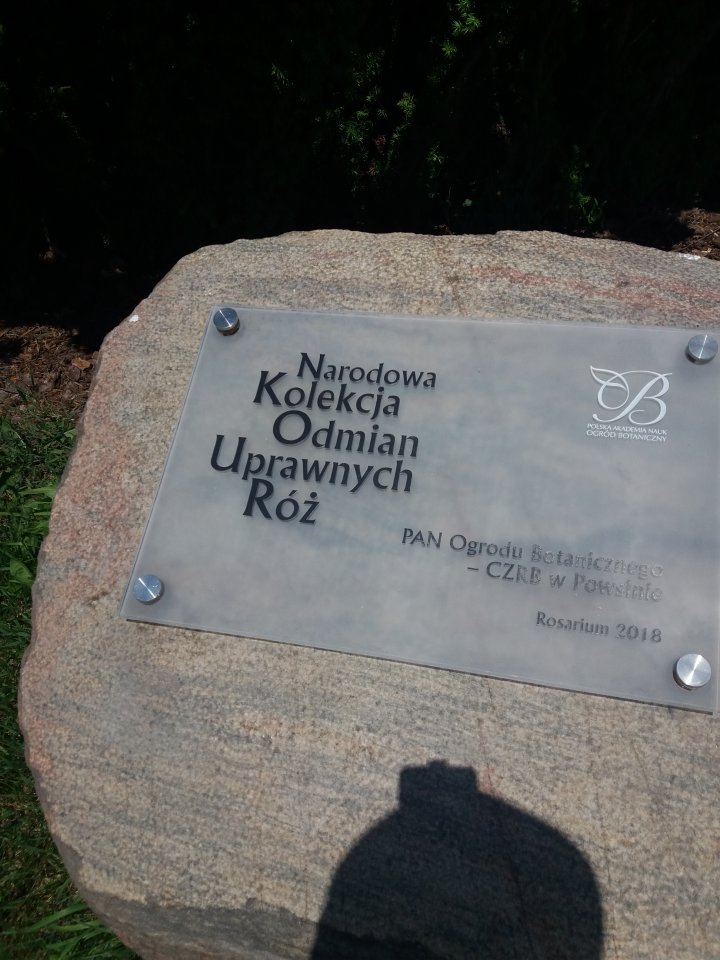 Narodowa
Kolekcja
Odmian
Uprawnych
Róż
B
POLSKA AKADEMIA NAUK
OGRÓD BOTANICZNY
PAN Ogrodu Botanicznego
– CZRB w Powsinie
Rosarium 2018